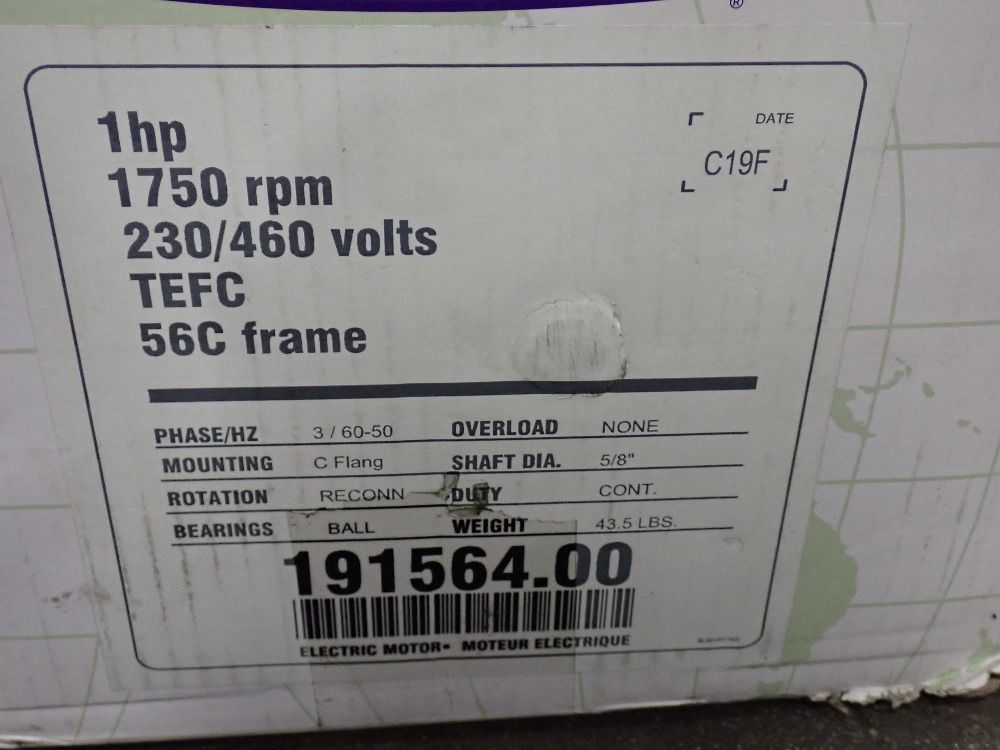 ®
1hp
1750 rpm
230/460 volts
TEFC
56C frame
DATE
C19F
PHASE/HZ 3 / 60-50 OVERLOAD NONE
MOUNTING C Flang SHAFT DIA. 5/8"
ROTATION RECONN DUTY CONT.
BEARINGS BALL WEIGHT 43.5 LBS.
191564.00
ELECTRIC MOTOR• MOTEUR ELECTRIQUE